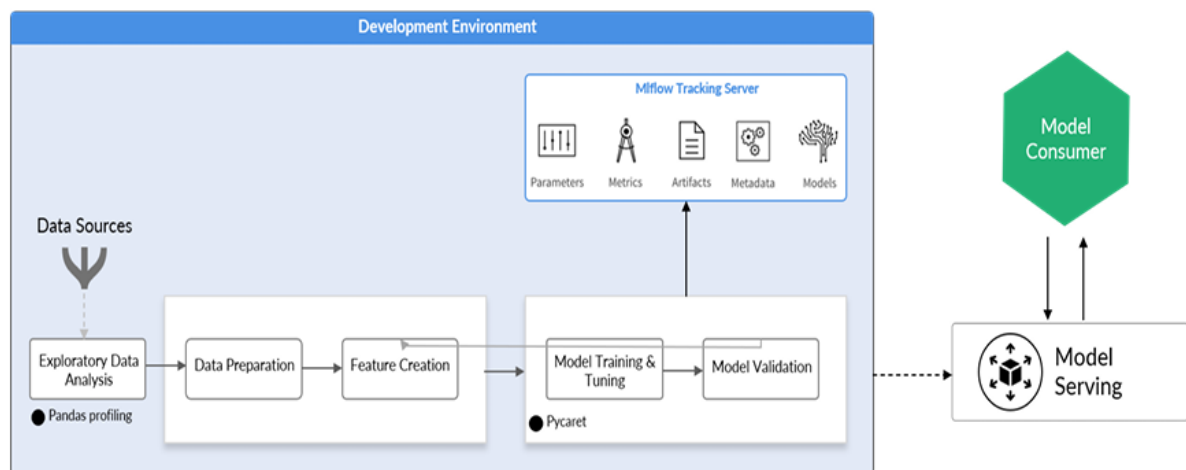 Development Environment
Mlflow Tracking Server
Parameters
Metrics
Artifacts
Metadata
Models
Model
Consumer
Data Sources
Exploratory Data
Analysis
Data Preparation
Feature Creation
Model Training &
Tuning
Model Validation
Pandas profiling
Pycaret
Model
Serving